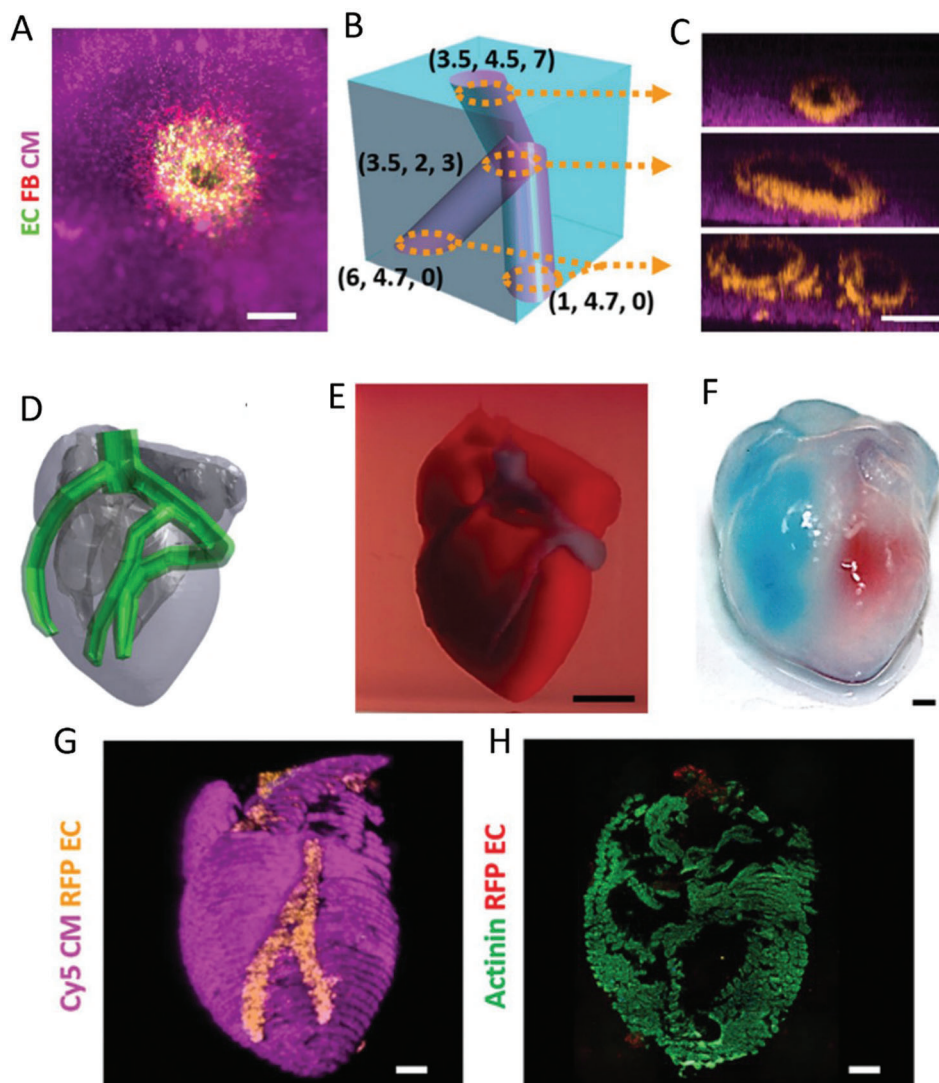 A
EC FB CM
B
(3.5, 4.5, 7)
(3.5, 2, 3)
(6, 4.7, 0)
(1, 4.7, 0)
C
D
E
F
G
Cy5 CM RFP EC
H
Actinin RFP EC